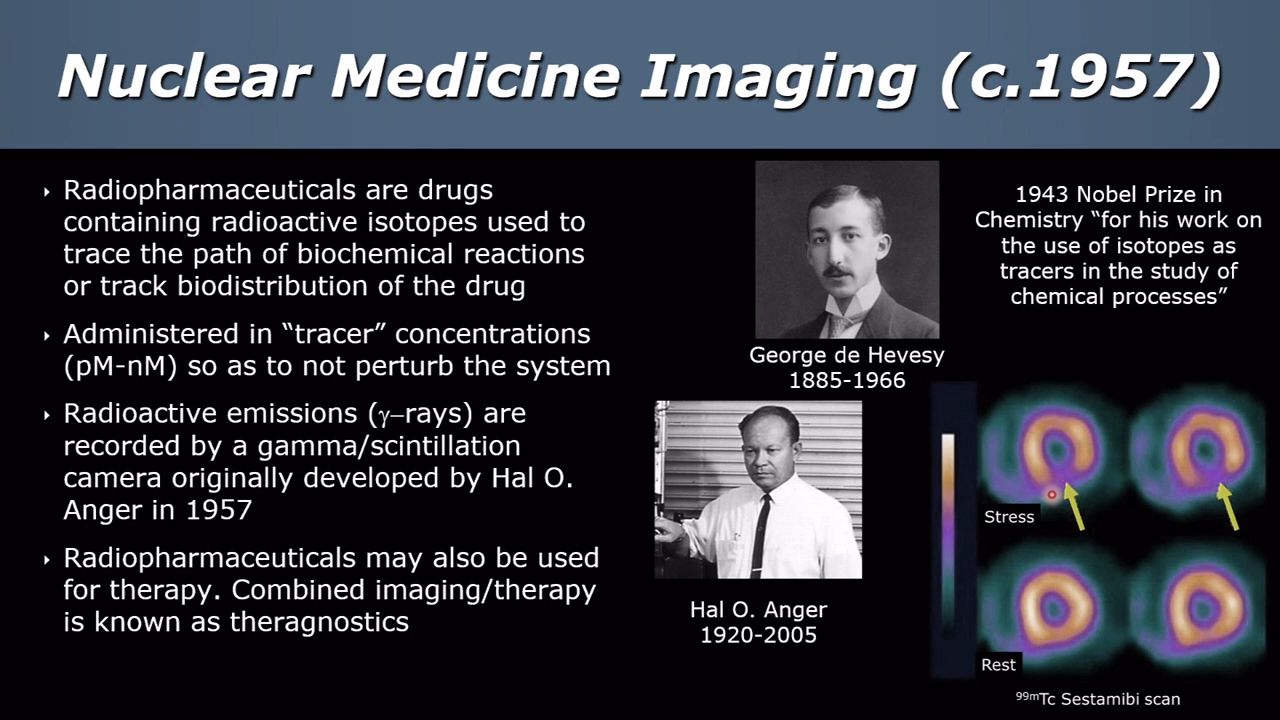 Nuclear Medicine Imaging (c.1957)
Radiopharmaceuticals are drugs
containing radioactive isotopes used to
trace the path of biochemical reactions
or track biodistribution of the drug
Administered in “tracer” concentrations
(pM-nM) so as to not perturb the system
Radioactive emissions (γ–rays) are
recorded by a gamma/scintillation
camera originally developed by Hal O.
Anger in 1957
Radiopharmaceuticals may also be used
for therapy. Combined imaging/therapy
is known as theragnostics
George de Hevesy
1885-1966
1943 Nobel Prize in
Chemistry “for his work on
the use of isotopes as
tracers in the study of
chemical processes”
Hal O. Anger
1920-2005
Stress
Rest
⁹⁹ᵐTc Sestamibi scan